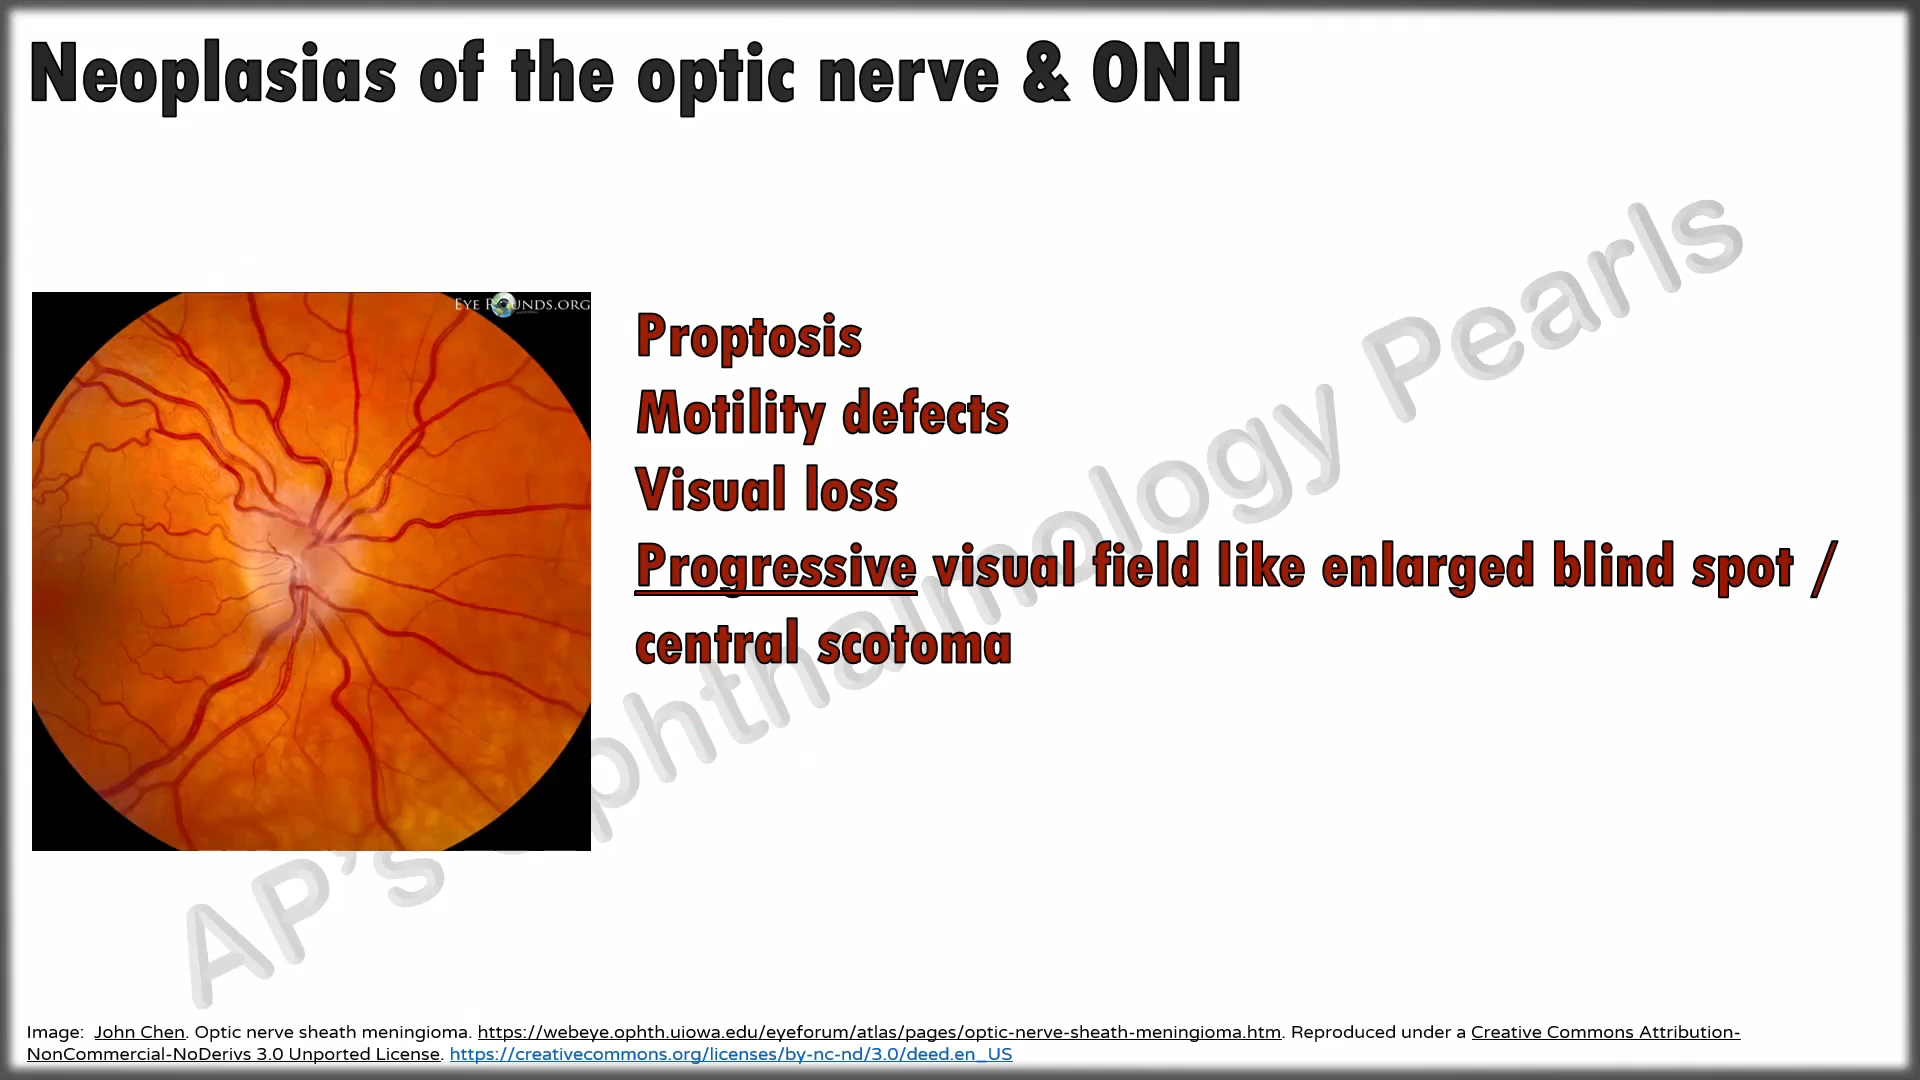 Neoplasias of the optic nerve & ONH
EYE ROUNDS.ORG
Proptosis
Motility defects
Visual loss
Progressive visual field like enlarged blind spot /
central scotoma
AP's Ophthalmology Pearls
Image: John Chen. Optic nerve sheath meningioma. https://webeye.ophth.uiowa.edu/eyeforum/atlas/pages/optic-nerve-sheath-meningioma.htm. Reproduced under a Creative Commons Attribution-
NonCommercial-NoDerivs 3.0 Unported License. https://creativecommons.org/licenses/by-nc-nd/3.0/deed.en_US